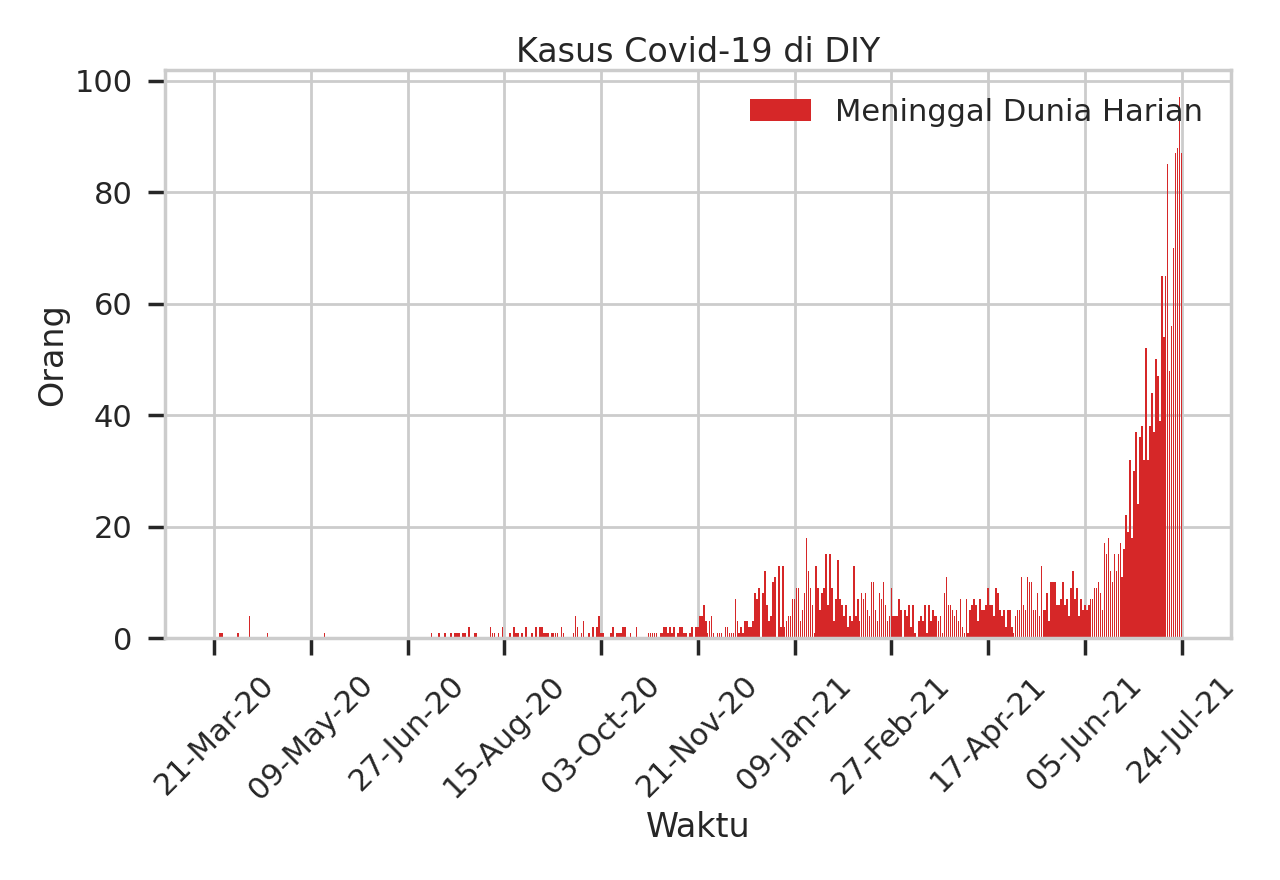 Kasus Covid-19 di DIY
Meninggal Dunia Harian
Orang
100
80
60
40
20
0
21-Mar-20
09-May-20
27-Jun-20
15-Aug-20
03-Oct-20
21-Nov-20
09-Jan-21
27-Feb-21
17-Apr-21
05-Jun-21
24-Jul-21
Waktu